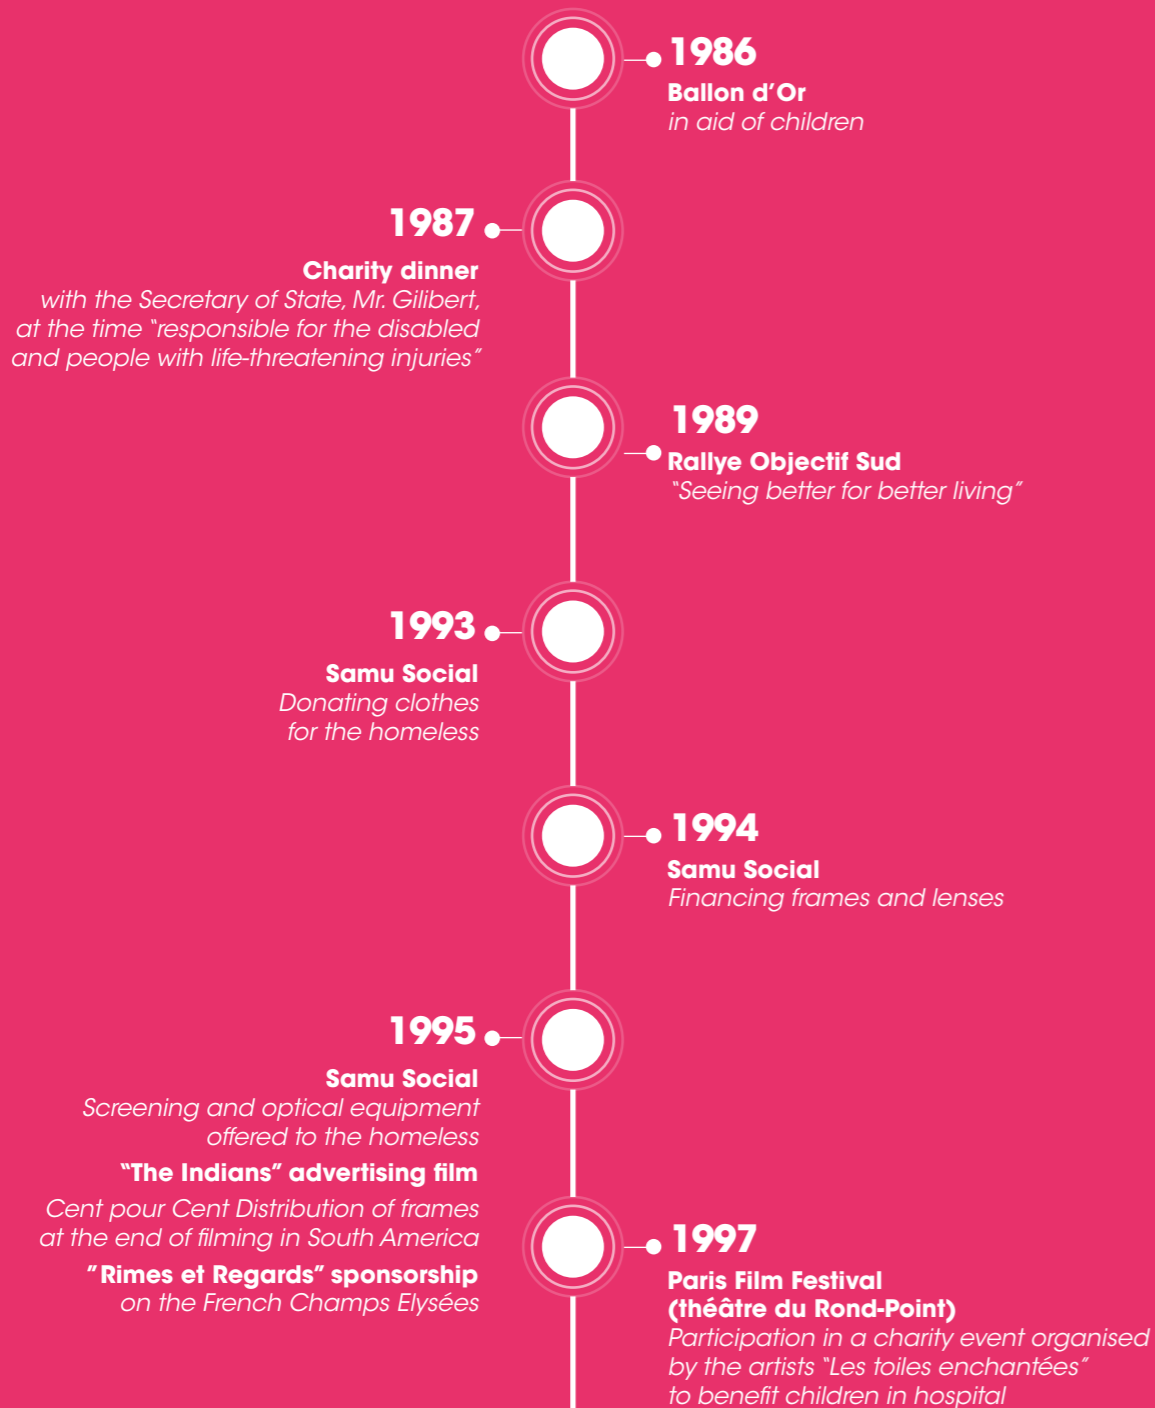 1986
Ballon d’Or
in aid of children
1987
Charity dinner
with the Secretary of State, Mr. Gilibert,
at the time “responsible for the disabled
and people with life-threatening injuries”
1989
Rallye Objectif Sud
“Seeing better for better living”
1993
Samu Social
Donating clothes
for the homeless
1994
Samu Social
Financing frames and lenses
1995
Samu Social
Screening and optical equipment
offered to the homeless
“The Indians” advertising film
Cent pour Cent Distribution of frames
at the end of filming in South America
”Rimes et Regards” sponsorship
on the French Champs Elysées
1997
Paris Film Festival
(théâtre du Rond-Point)
Participation in a charity event organised
by the artists “Les toiles enchantées”
to benefit children in hospital